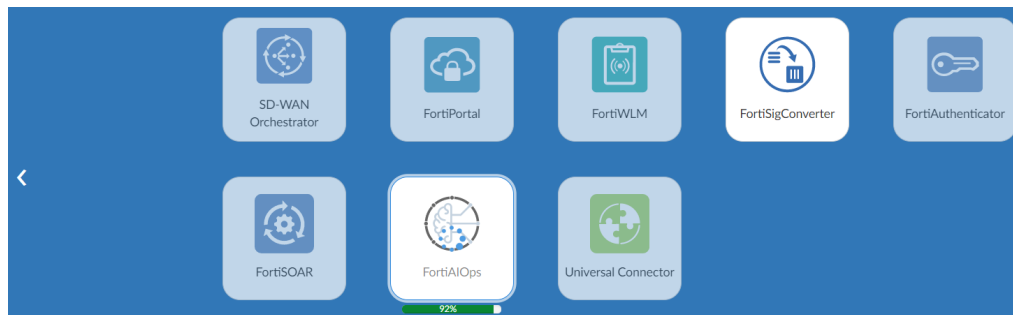 SD-WAN
Orchestrator
FortiPortal
FortiWLM
FortiSigConverter
FortiAuthenticator
FortiSOAR
FortiAIOps
Universal Connector
92%